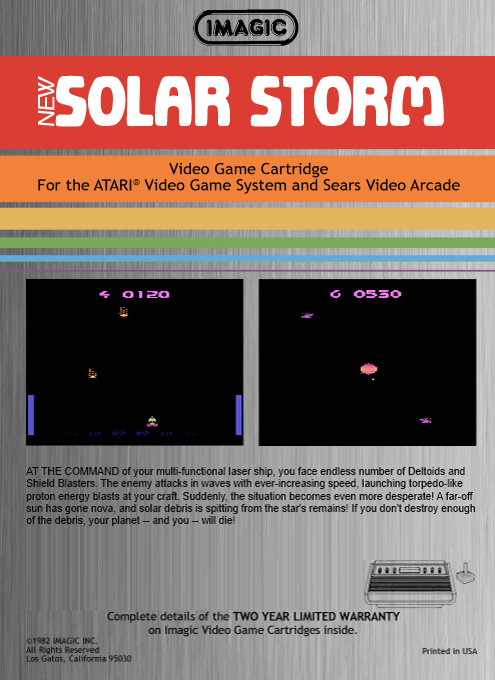 IMAGIC
NEW SOLAR STORM
Video Game Cartridge
For the ATARI® Video Game System and Sears Video Arcade
4 0120
6 0530
AT THE COMMAND of your multi-functional laser ship, you face endless number of Deltoids and
Shield Blasters. The enemy attacks in waves with ever-increasing speed, launching torpedo-like
proton energy blasts at your craft. Suddenly, the situation becomes even more desperate! A far-off
sun has gone nova, and solar debris is spitting from the star's remains! If you don't destroy enough
of the debris, your planet -- and you -- will die!
Complete details of the TWO YEAR LIMITED WARRANTY
on Imagic Video Game Cartridges inside.
©1982 IMAGIC INC.
All Rights Reserved
Los Gatos, California 95030
Printed in USA